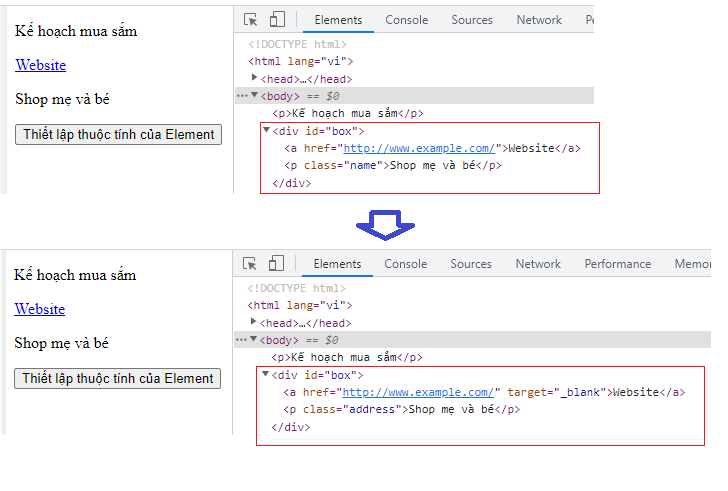 Kế hoạch mua sắm
Website
Shop mẹ và bé
Thiết lập thuộc tính của Element
Elements Console Sources Network Pe
<!DOCTYPE html>
<html lang="vi">
<head>…</head>
<body> == $0
<p>Kế hoạch mua sắm</p>
<div id="box">
<a href="http://www.example.com/">Website</a>
<p class="name">Shop mẹ và bé</p>
</div>
Kế hoạch mua sắm
Website
Shop mẹ và bé
Thiết lập thuộc tính của Element
Elements Console Sources Network Performance Memor
<!DOCTYPE html>
<html lang="vi">
<head>…</head>
<body> == $0
<p>Kế hoạch mua sắm</p>
<div id="box">
<a href="http://www.example.com/" target="_blank">Website</a>
<p class="address">Shop mẹ và bé</p>
</div>